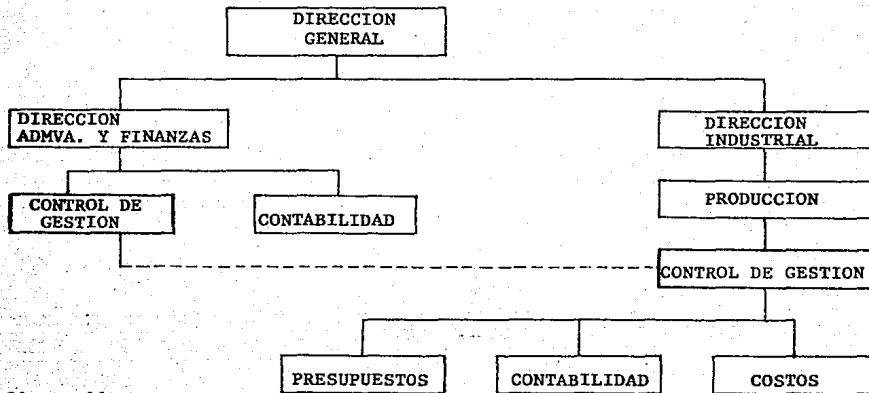 DIRECCION
GENERAL
DIRECCION
ADMVA. Y FINANZAS
DIRECCION
INDUSTRIAL
CONTROL DE
GESTION
CONTABILIDAD
PRODUCCION
CONTROL DE GESTION
PRESUPUESTOS
CONTABILIDAD
COSTOS